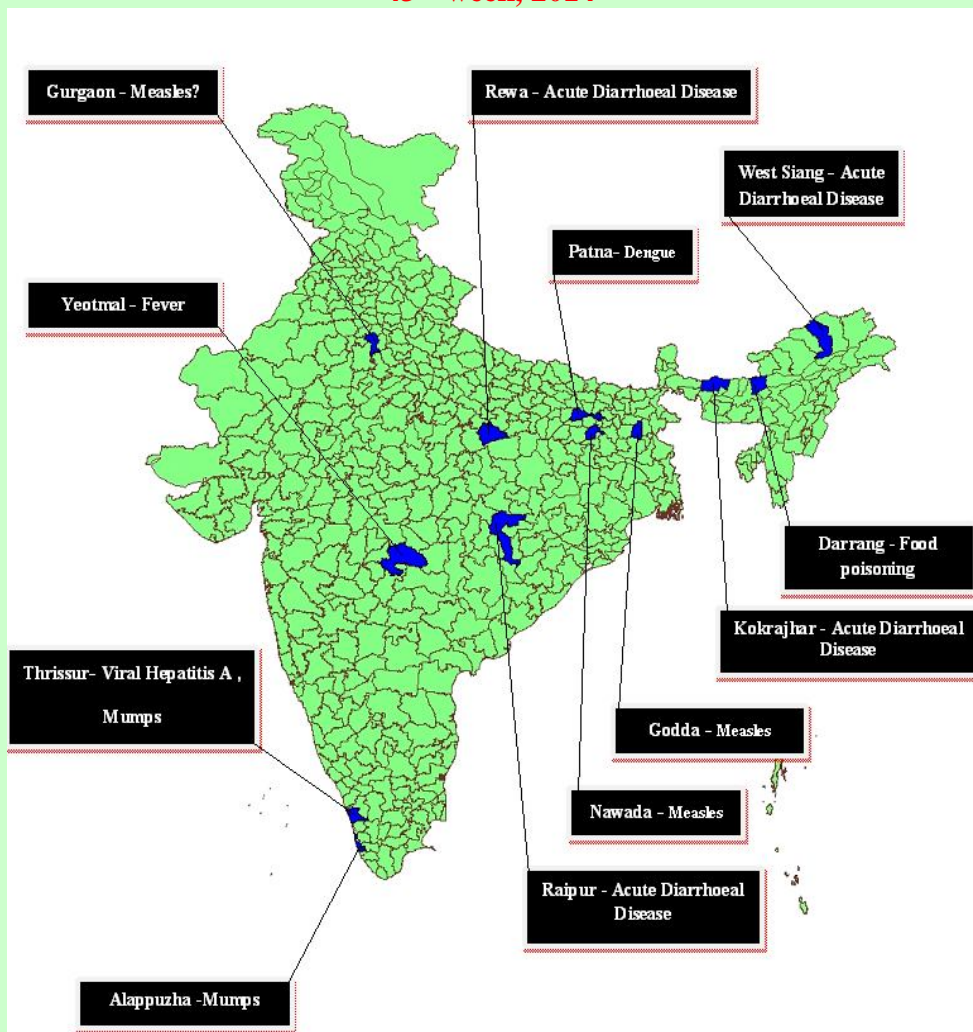 Gurgaon - Measles?
Rewa - Acute Diarrhoeal Disease
West Siang - Acute
Diarrhoeal Disease
Patna- Dengue
Yeotmal - Fever
Darrang - Food
poisoning
Kokrajhar - Acute Diarrhoeal
Disease
Thrissur- Viral Hepatitis A ,
Mumps
Godda - Measles
Nawada - Measles
Raipur - Acute Diarrhoeal
Disease
Alappuzha -Mumps